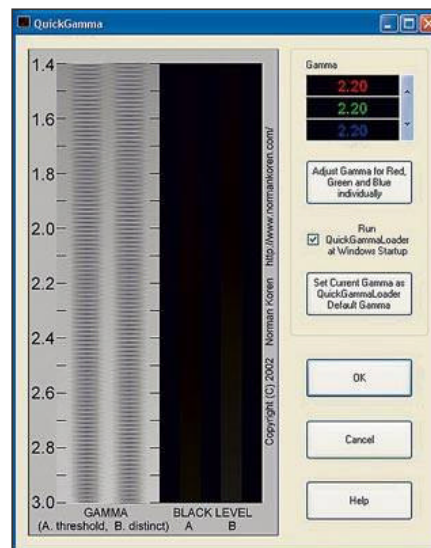 QuickGamma
1.4
1.6
1.8
2.0
2.2
2.4
2.6
2.8
3.0
GAMMA
(A. threshold, B. distinct)
BLACK LEVEL
A B
Copyright (C) 2002 Norman Koren http://www.normankoren.com/
Gamma
2.20
2.20
2.20
Adjust Gamma for Red,
Green and Blue
individually
Run
QuickGammaLoader
at Windows Startup
Set Current Gamma as
QuickGammaLoader
Default Gamma
OK
Cancel
Help